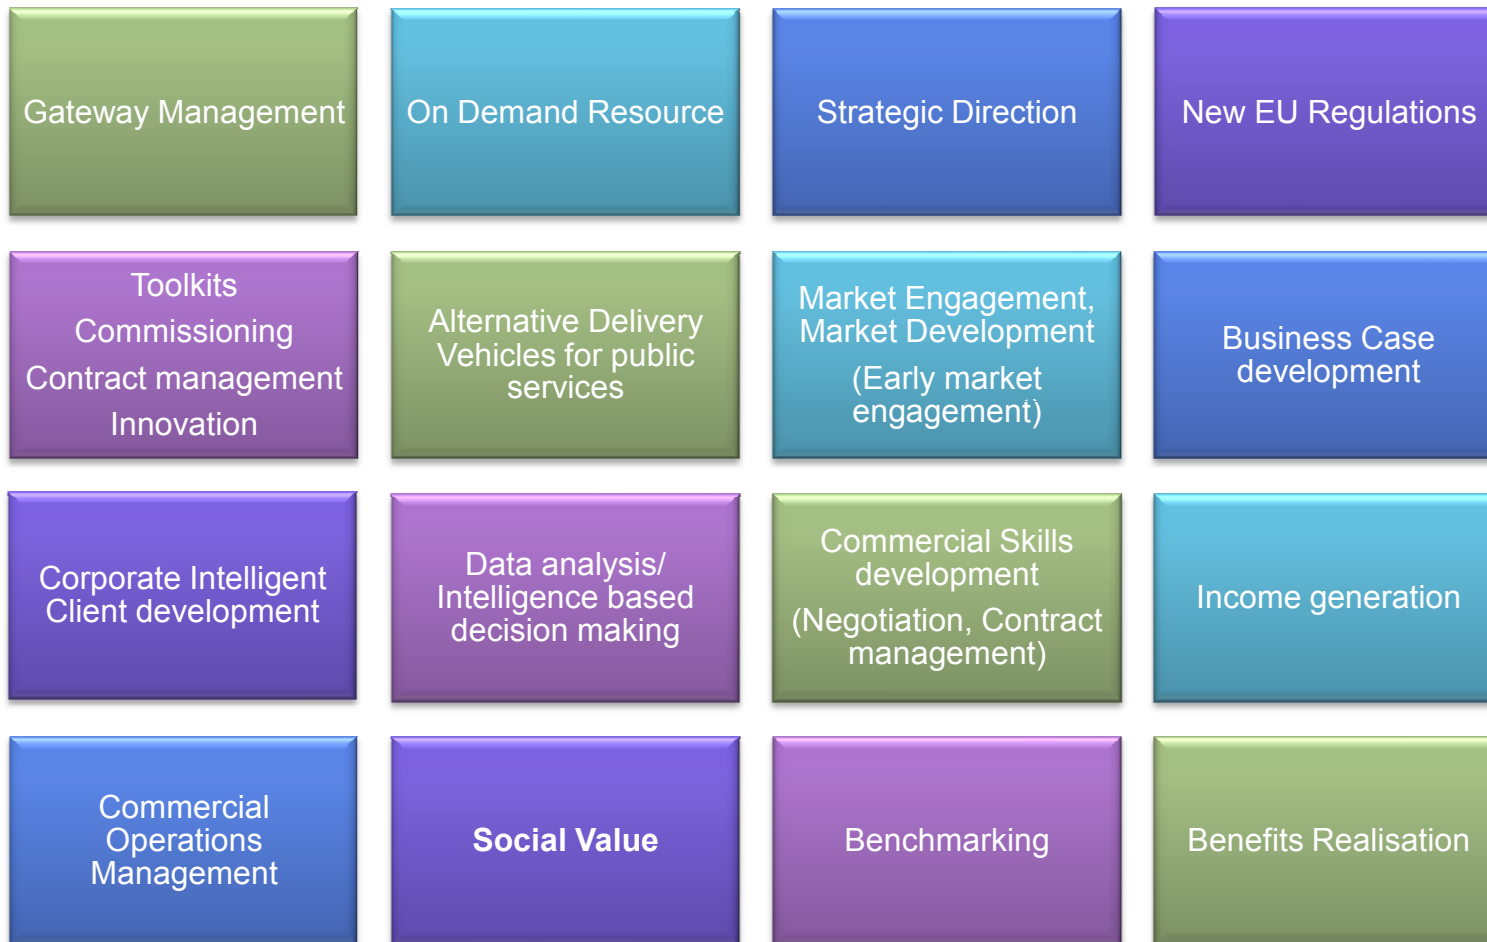 Gateway Management
On Demand Resource
Strategic Direction
New EU Regulations
Toolkits
Commissioning
Contract management
Innovation
Alternative Delivery
Vehicles for public
services
Market Engagement,
Market Development
(Early market
engagement)
Business Case
development
Corporate Intelligent
Client development
Data analysis/
Intelligence based
decision making
Commercial Skills
development
(Negotiation, Contract
management)
Income generation
Commercial
Operations
Management
Social Value
Benchmarking
Benefits Realisation